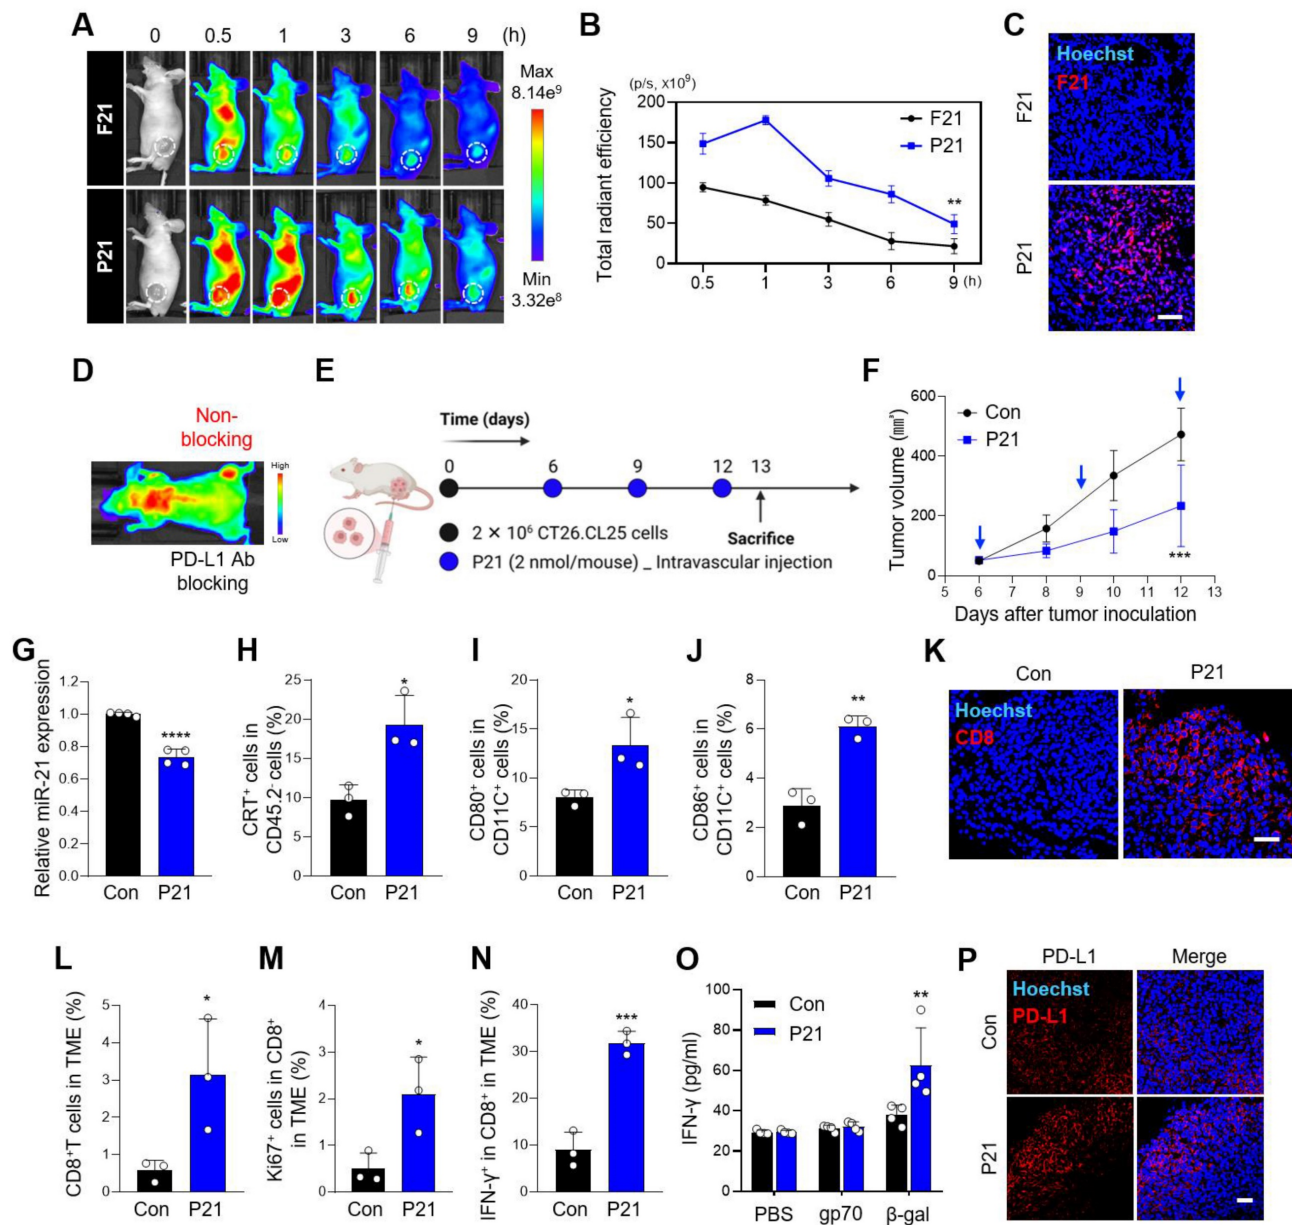 A
0
0.5
1
3
6
9
(h)
F21
P21
Max
8.14e⁹
Min
3.32e⁸
B
(p/s, x10⁹)
Total radiant efficiency
200
150
100
50
0
F21
P21
**
0.5
1
3
6
9 (h)
C
Hoechst
F21
F21
P21
D
Non-
blocking
High
Low
PD-L1 Ab
blocking
E
Time (days)
0
6
9
12
13
2 × 10⁶ CT26.CL25 cells
Sacrifice
P21 (2 nmol/mouse) _ Intravascular injection
F
Tumor volume (㎣)
600
400
200
0
Con
P21
***
5 6 7 8 9 10 11 12 13
Days after tumor inoculation
G
Relative miR-21 expression
1.2
1.0
0.8
0.6
0.4
0.2
0.0
****
Con P21
H
CRT⁺ cells in
CD45.2⁻ cells (%)
25
20
15
10
5
0
*
Con P21
I
CD80⁺ cells in
CD11C⁺ cells (%)
20
15
10
5
0
*
Con P21
J
CD86⁺ cells in
CD11C⁺ cells (%)
8
6
4
2
0
**
Con P21
K
Con
P21
Hoechst
CD8
L
CD8⁺T cells in TME (%)
5
4
3
2
1
0
*
Con P21
M
Ki67⁺ cells in CD8⁺
in TME (%)
4
3
2
1
0
*
Con P21
N
IFN-γ⁺ in CD8⁺ in TME (%)
40
30
20
10
0
***
Con P21
O
IFN-γ (pg/ml)
100
80
60
40
20
0
Con
P21
**
PBS gp70 β-gal
P
PD-L1
Merge
Hoechst
PD-L1
Con
P21